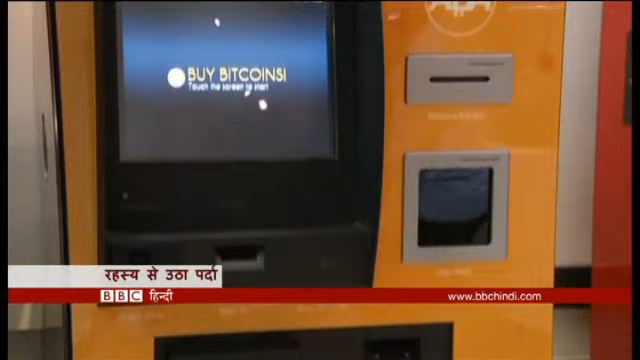 BUY BITCOINS!
Touch the screen to start
रहस्य से उठा पर्दा
BBC हिन्दी
www.bbchindi.com